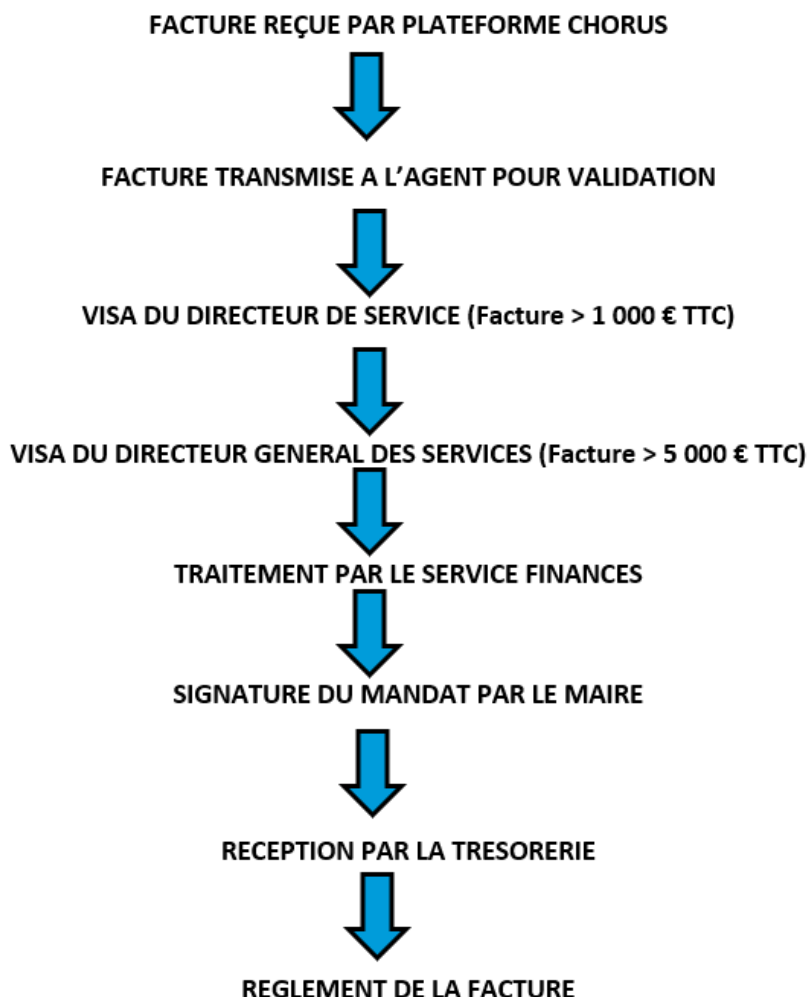 FACTURE REÇUE PAR PLATEFORME CHORUS
FACTURE TRANSMISE A L'AGENT POUR VALIDATION
VISA DU DIRECTEUR DE SERVICE (Facture > 1 000 € TTC)
VISA DU DIRECTEUR GENERAL DES SERVICES (Facture > 5 000 € TTC)
TRAITEMENT PAR LE SERVICE FINANCES
SIGNATURE DU MANDAT PAR LE MAIRE
RECEPTION PAR LA TRESORERIE
REGLEMENT DE LA FACTURE